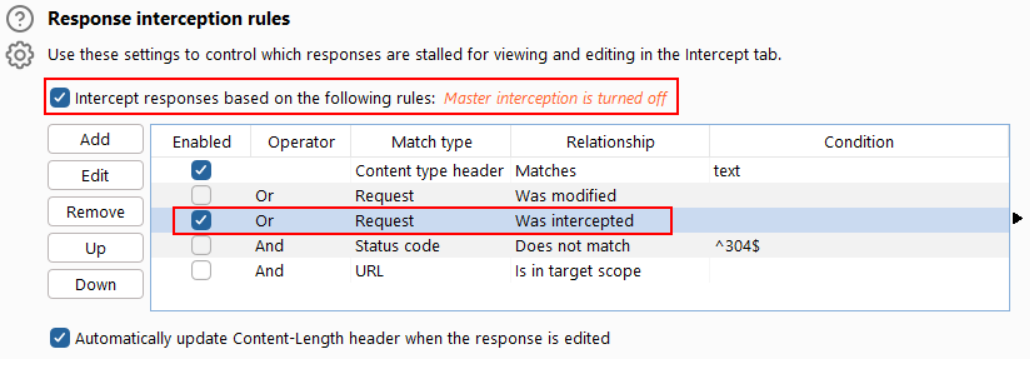 Response interception rules
Use these settings to control which responses are stalled for viewing and editing in the Intercept tab.
Intercept responses based on the following rules: Master interception is turned off
Add
Edit
Remove
Up
Down
Enabled Operator Match type Relationship Condition
Content type header Matches text
Or Request Was modified
Or Request Was intercepted
And Status code Does not match ^304$
And URL Is in target scope
Automatically update Content-Length header when the response is edited